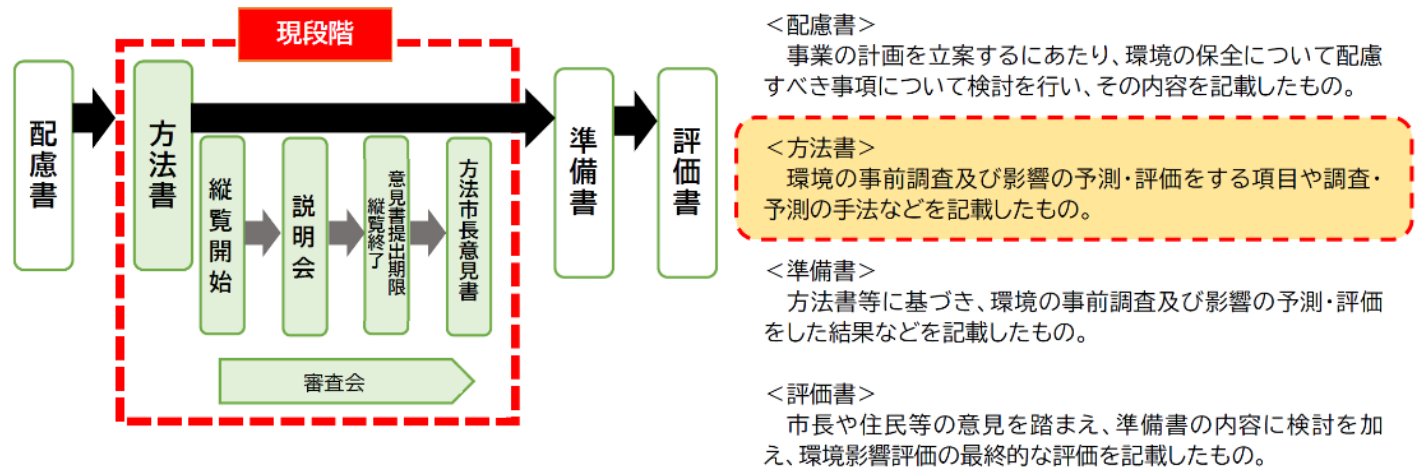 現段階
配慮書
方法書
縦覧開始
説明会
意見書提出期限
縦覧終了
方法市長意見書
審査会
準備書
評価書
＜配慮書＞
事業の計画を立案するにあたり、環境の保全について配慮
すべき事項について検討を行い、その内容を記載したもの。
＜方法書＞
環境の事前調査及び影響の予測・評価をする項目や調査・
予測の手法などを記載したもの。
＜準備書＞
方法書等に基づき、環境の事前調査及び影響の予測・評価
をした結果などを記載したもの。
＜評価書＞
市長や住民等の意見を踏まえ、準備書の内容に検討を加
え、環境影響評価の最終的な評価を記載したもの。